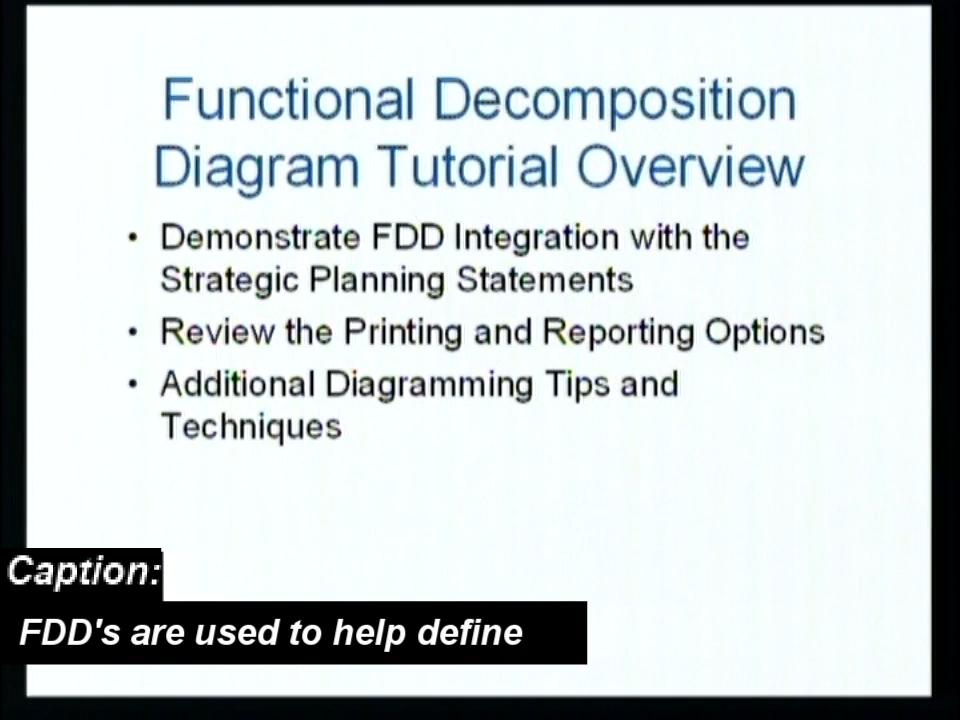 Functional Decomposition
Diagram Tutorial Overview
• Demonstrate FDD Integration with the
Strategic Planning Statements
• Review the Printing and Reporting Options
• Additional Diagramming Tips and
Techniques
Caption:
FDD's are used to help define